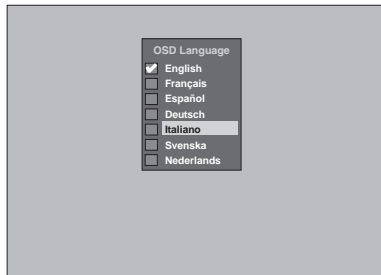 OSD Language
English
Français
Español
Deutsch
Italiano
Svenska
Nederlands